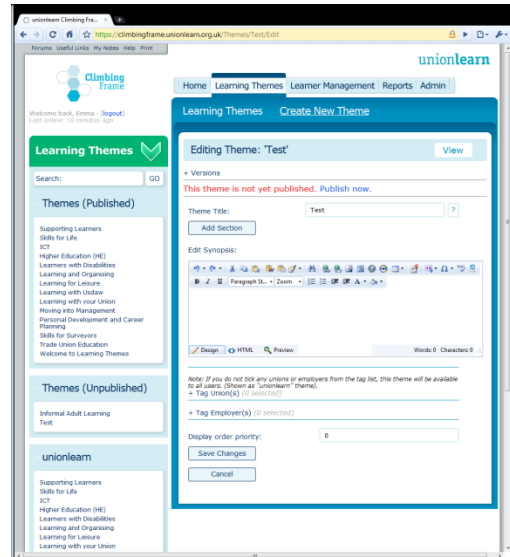 unionlearn Climbing Fra...
https://climbingframe.unionlearn.org.uk/Themes/Test/Edit
Forums Useful Links My Notes Help Print
unionlearn
Climbing
Frame
Home Learning Themes Learner Management Reports Admin
Welcome back, Emma - [logout]
Last online: 18 minutes ago
Learning Themes Create New Theme
Learning Themes
Search: GO
Themes (Published)
Supporting Learners
Skills for Life
ICT
Higher Education (HE)
Learners with Disabilities
Learning and Organising
Learning for Leisure
Learning with Usdaw
Learning with your Union
Moving into Management
Personal Development and Career
Planning
Skills for Surveyors
Trade Union Education
Welcome to Learning Themes
Themes (Unpublished)
Informal Adult Learning
Test
unionlearn
Supporting Learners
Skills for Life
ICT
Higher Education (HE)
Learners with Disabilities
Learning and Organising
Learning for Leisure
Learning with your Union
Editing Theme: 'Test'
View
+ Versions
This theme is not yet published. Publish now.
Theme Title: Test ?
Add Section
Edit Synopsis:
B I U Paragraph St... Zoom
Design HTML Preview Words: 0 Characters: 0
Note: If you do not tick any unions or employers from the tag list, this theme will be available
to all users. (Shown as "unionlearn" theme).
+ Tag Union(s) (0 selected)
+ Tag Employer(s) (0 selected)
Display order priority: 0
Save Changes
Cancel